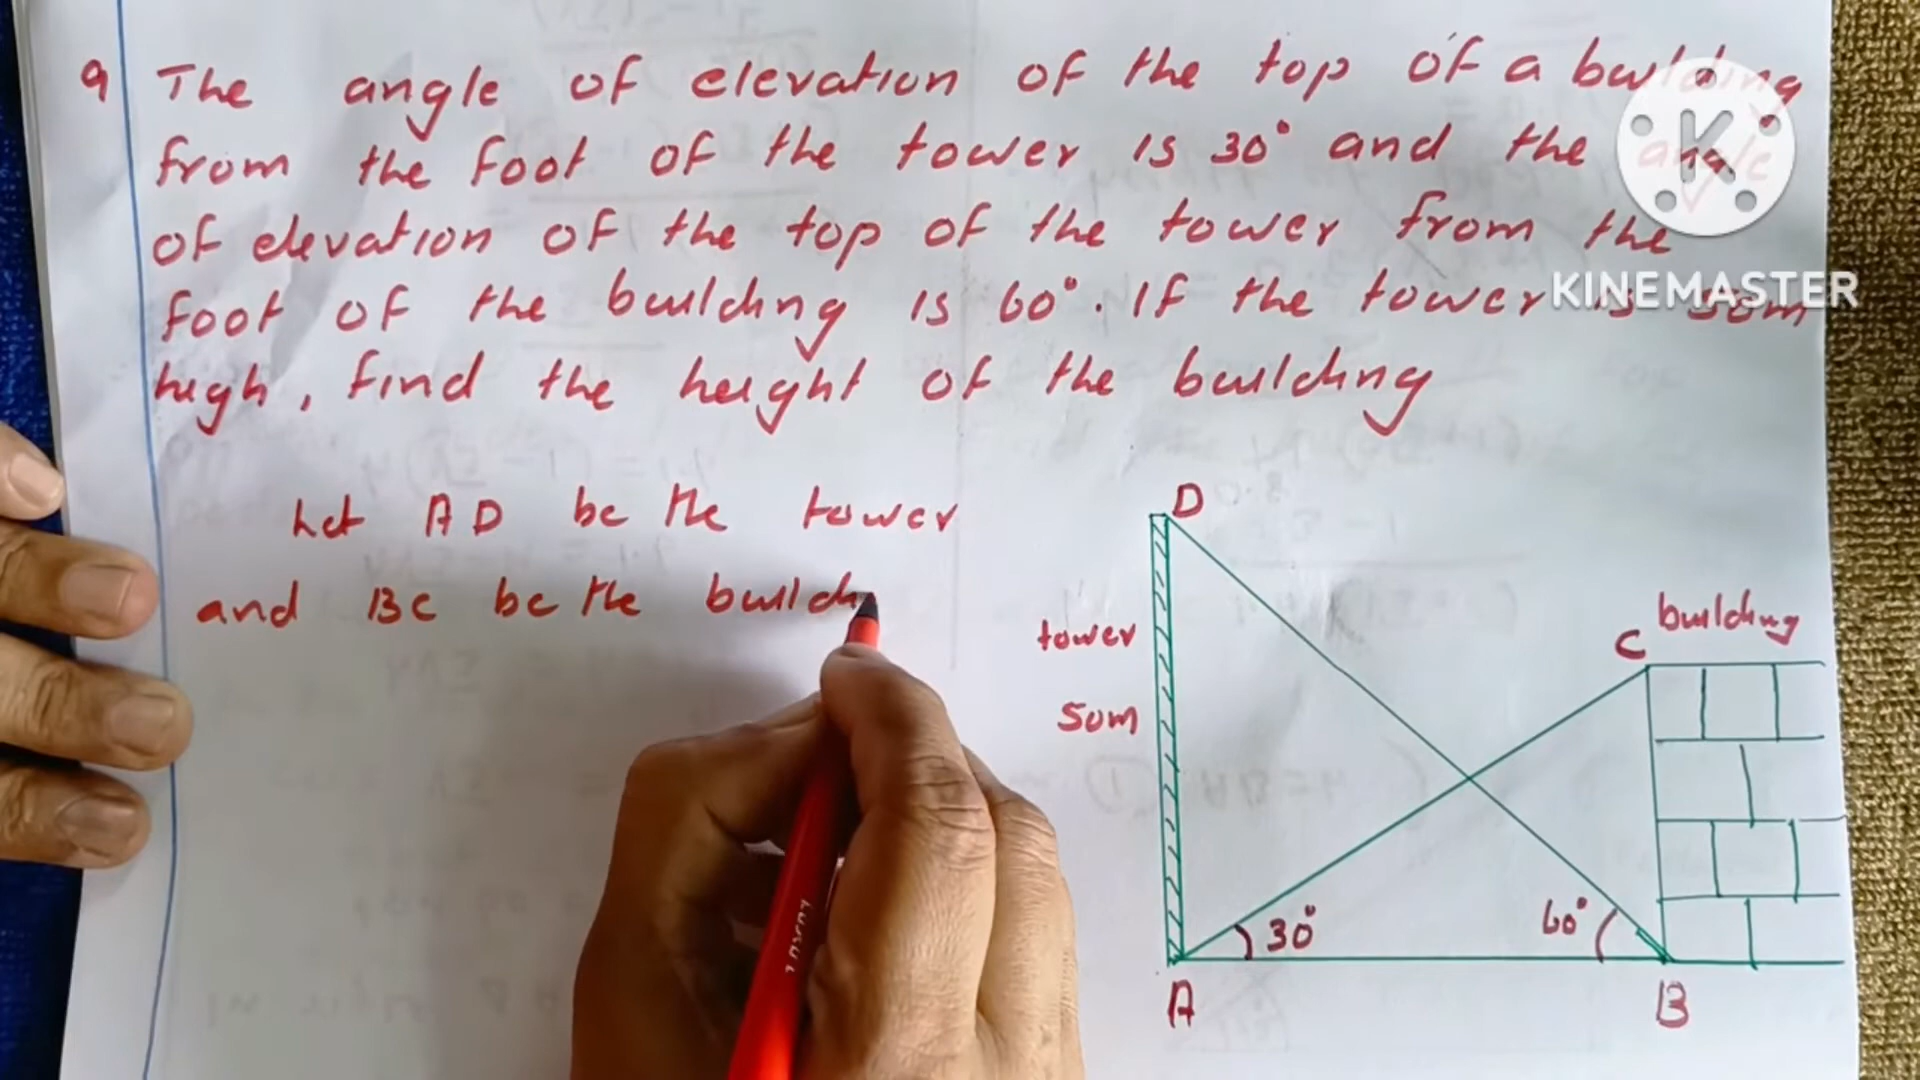 9 The angle of elevation of the top of a building
from the foot of the tower is 30° and the angle
of elevation of the top of the tower from the
foot of the building is 60°. If the tower is 50m
high, find the height of the building
KINEMASTER
Let AD be the tower
and BC be the buildi
D
building
C
tower
50m
30°
60°
A
B